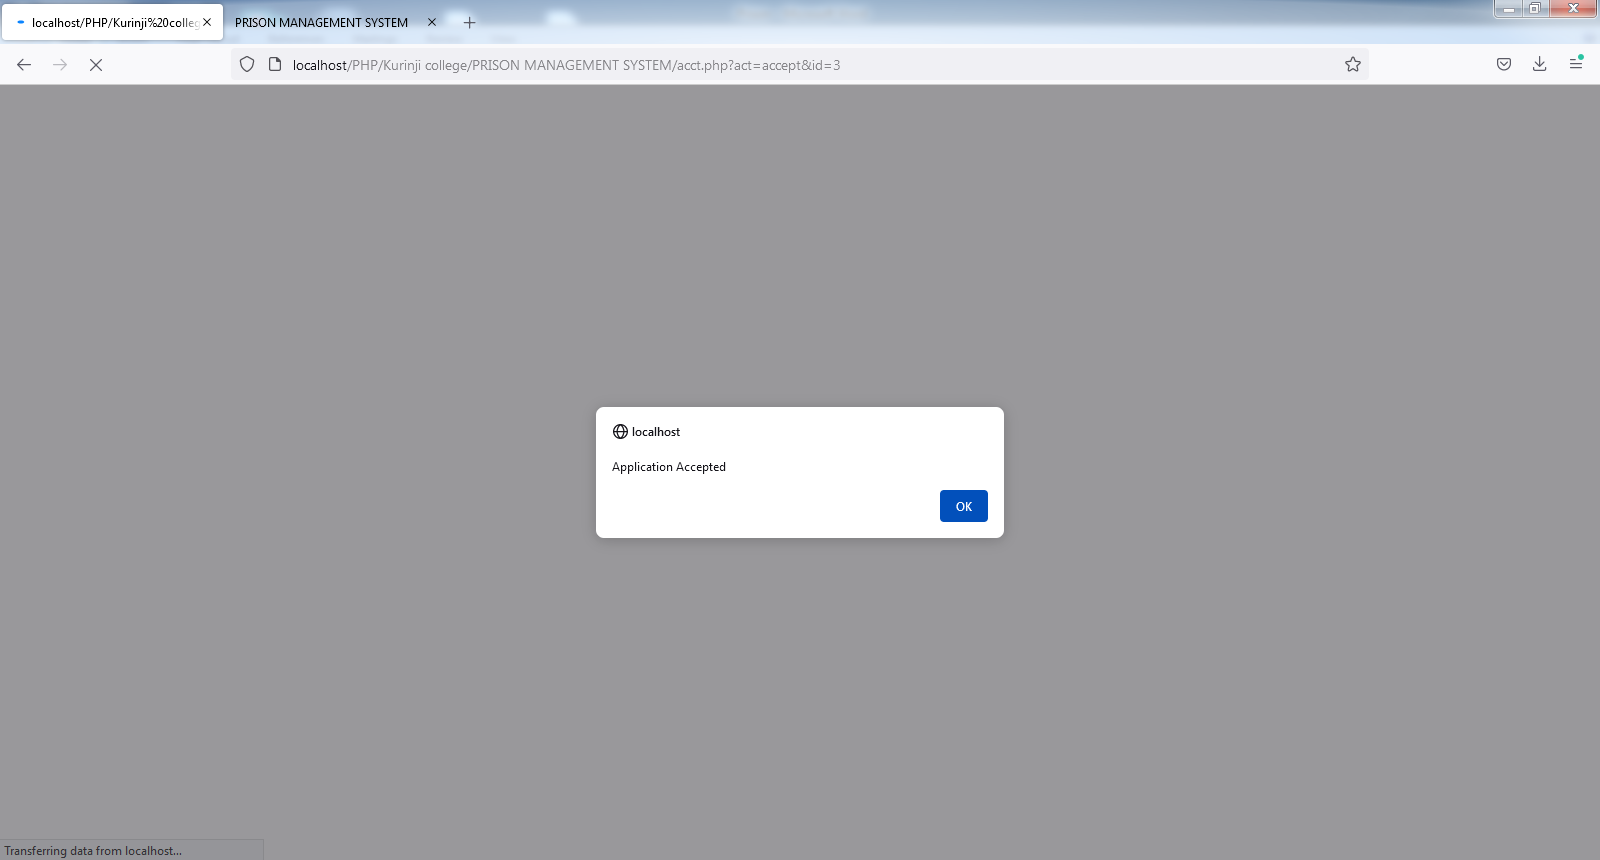 localhost/PHP/Kurinji%20colleg
PRISON MANAGEMENT SYSTEM
localhost/PHP/Kurinji college/PRISON MANAGEMENT SYSTEM/acct.php?act=accept&id=3
localhost
Application Accepted
OK
Transferring data from localhost...